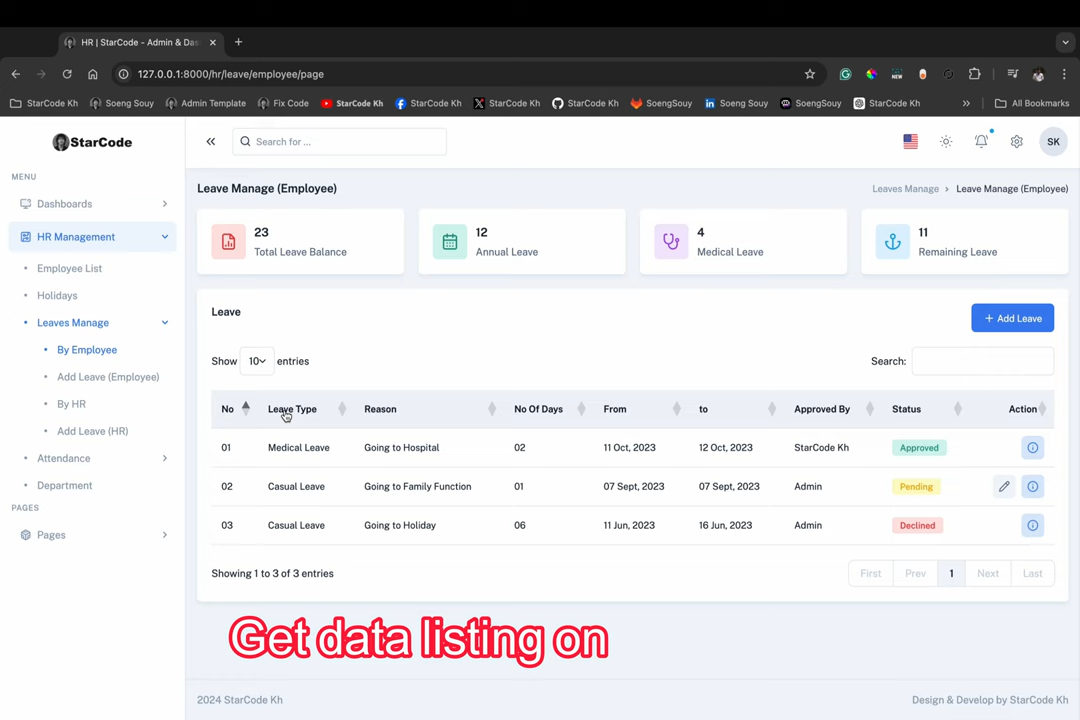 HR | StarCode - Admin & Das
127.0.0.1:8000/hr/leave/employee/page
StarCode Kh Soeng Souy Admin Template Fix Code StarCode Kh StarCode Kh StarCode Kh StarCode Kh SoengSouy Soeng Souy SoengSouy StarCode Kh » All Bookmarks
StarCode
Search for ...
SK
MENU
Dashboards
HR Management
Employee List
Holidays
Leaves Manage
By Employee
Add Leave (Employee)
By HR
Add Leave (HR)
Attendance
Department
PAGES
Pages
Leave Manage (Employee)
Leaves Manage > Leave Manage (Employee)
23
Total Leave Balance
12
Annual Leave
4
Medical Leave
11
Remaining Leave
Leave
+ Add Leave
Show 10 entries
Search:
No Leave Type Reason No Of Days From to Approved By Status Action
01 Medical Leave Going to Hospital 02 11 Oct, 2023 12 Oct, 2023 StarCode Kh Approved
02 Casual Leave Going to Family Function 01 07 Sept, 2023 07 Sept, 2023 Admin Pending
03 Casual Leave Going to Holiday 06 11 Jun, 2023 16 Jun, 2023 Admin Declined
Showing 1 to 3 of 3 entries
First Prev 1 Next Last
Get data listing on
2024 StarCode Kh
Design & Develop by StarCode Kh